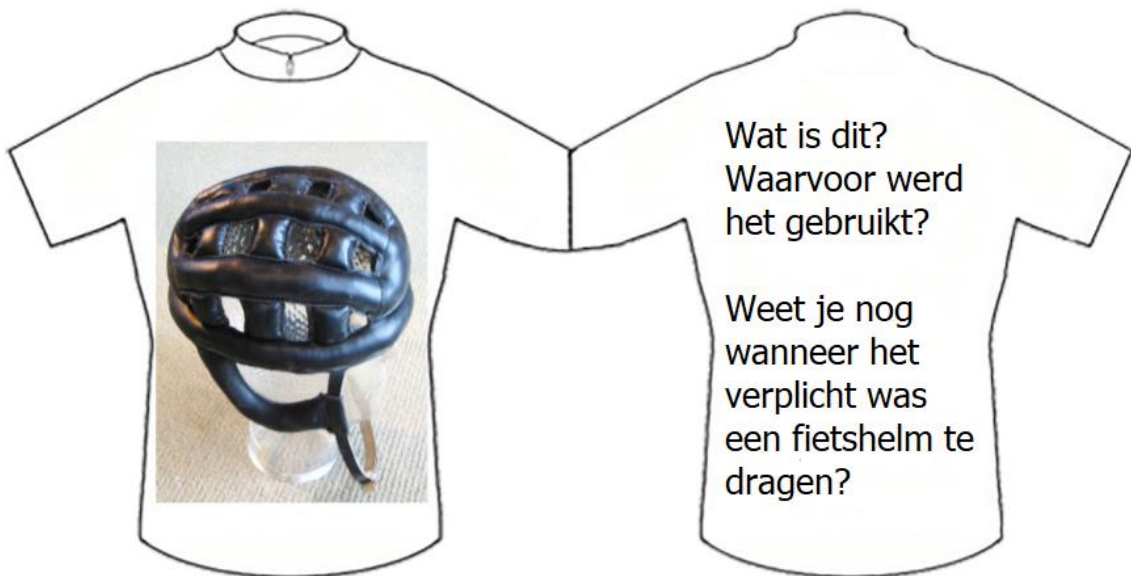 Wat is dit?
Waarvoor werd
het gebruikt?
Weet je nog
wanneer het
verplicht was
een fietshelm te
dragen?